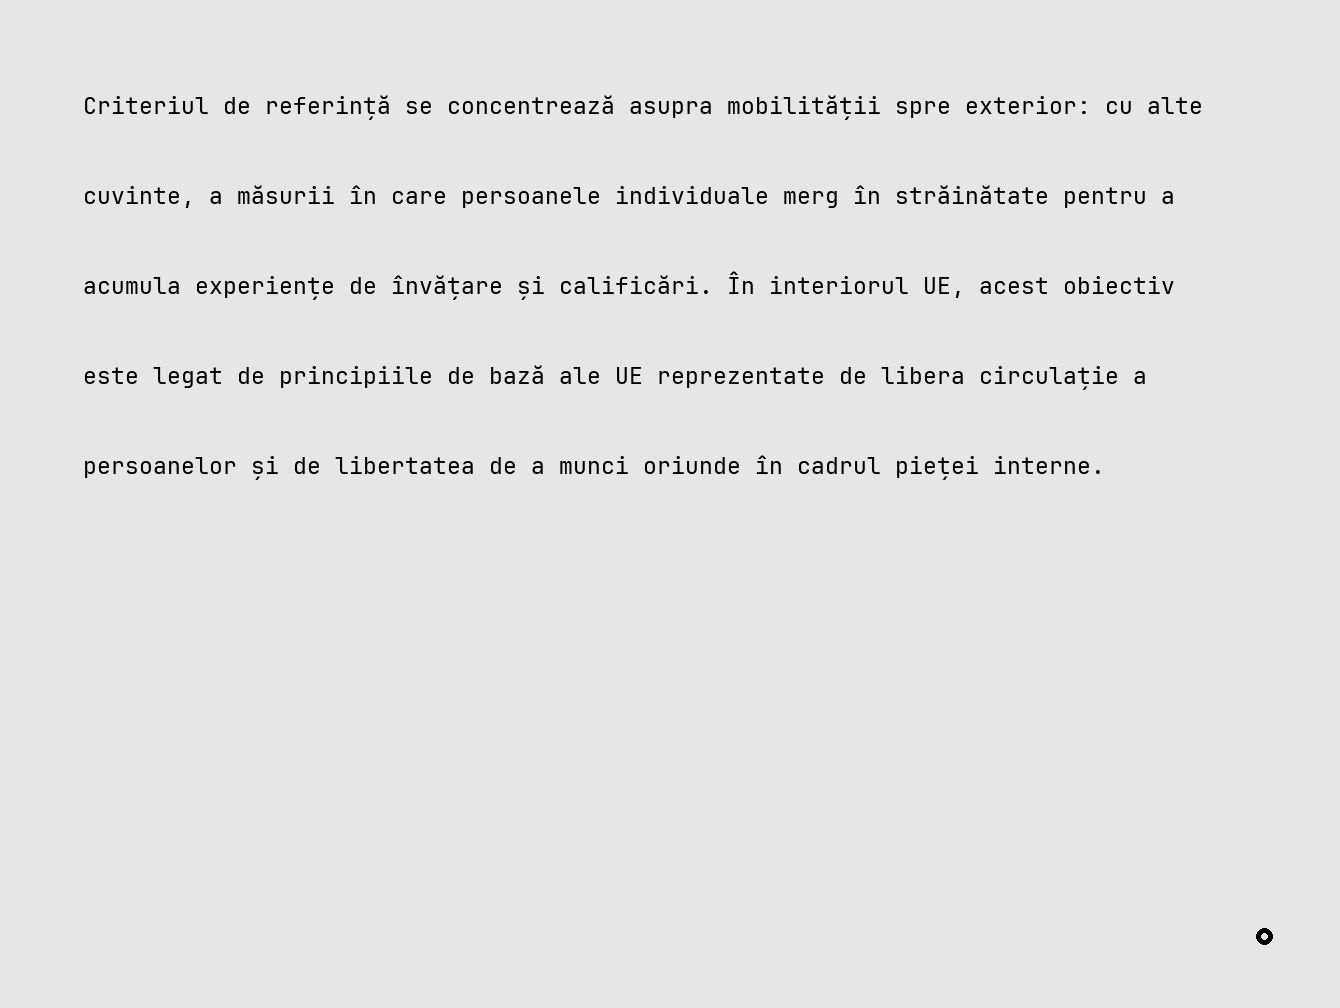 Criteriul de referință se concentrează asupra mobilității spre exterior: cu alte
cuvinte, a măsurii în care persoanele individuale merg în străinătate pentru a
acumula experiențe de învățare și calificări. În interiorul UE, acest obiectiv
este legat de principiile de bază ale UE reprezentate de libera circulație a
persoanelor și de libertatea de a munci oriunde în cadrul pieței interne.